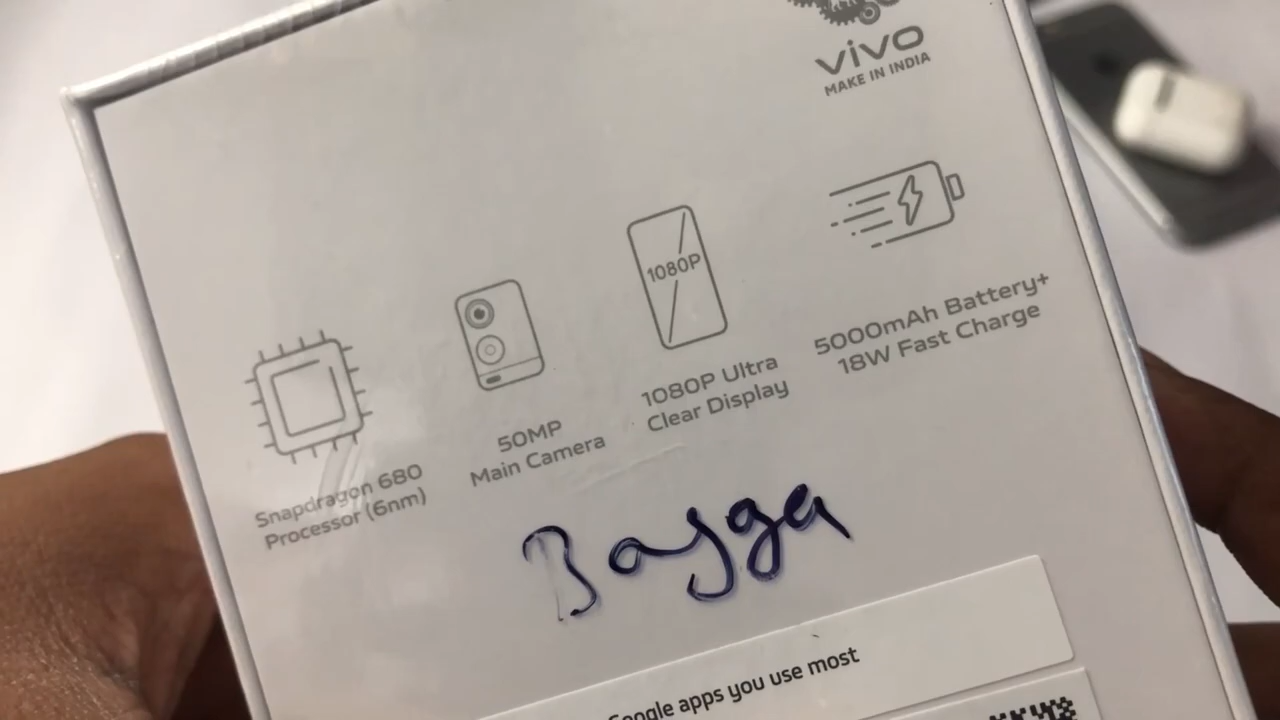 vivo
MAKE IN INDIA
1080P
5000mAh Battery+
18W Fast Charge
1080P Ultra
Clear Display
50MP
Main Camera
Snapdragon 680
Processor (6nm)
Google apps you use most